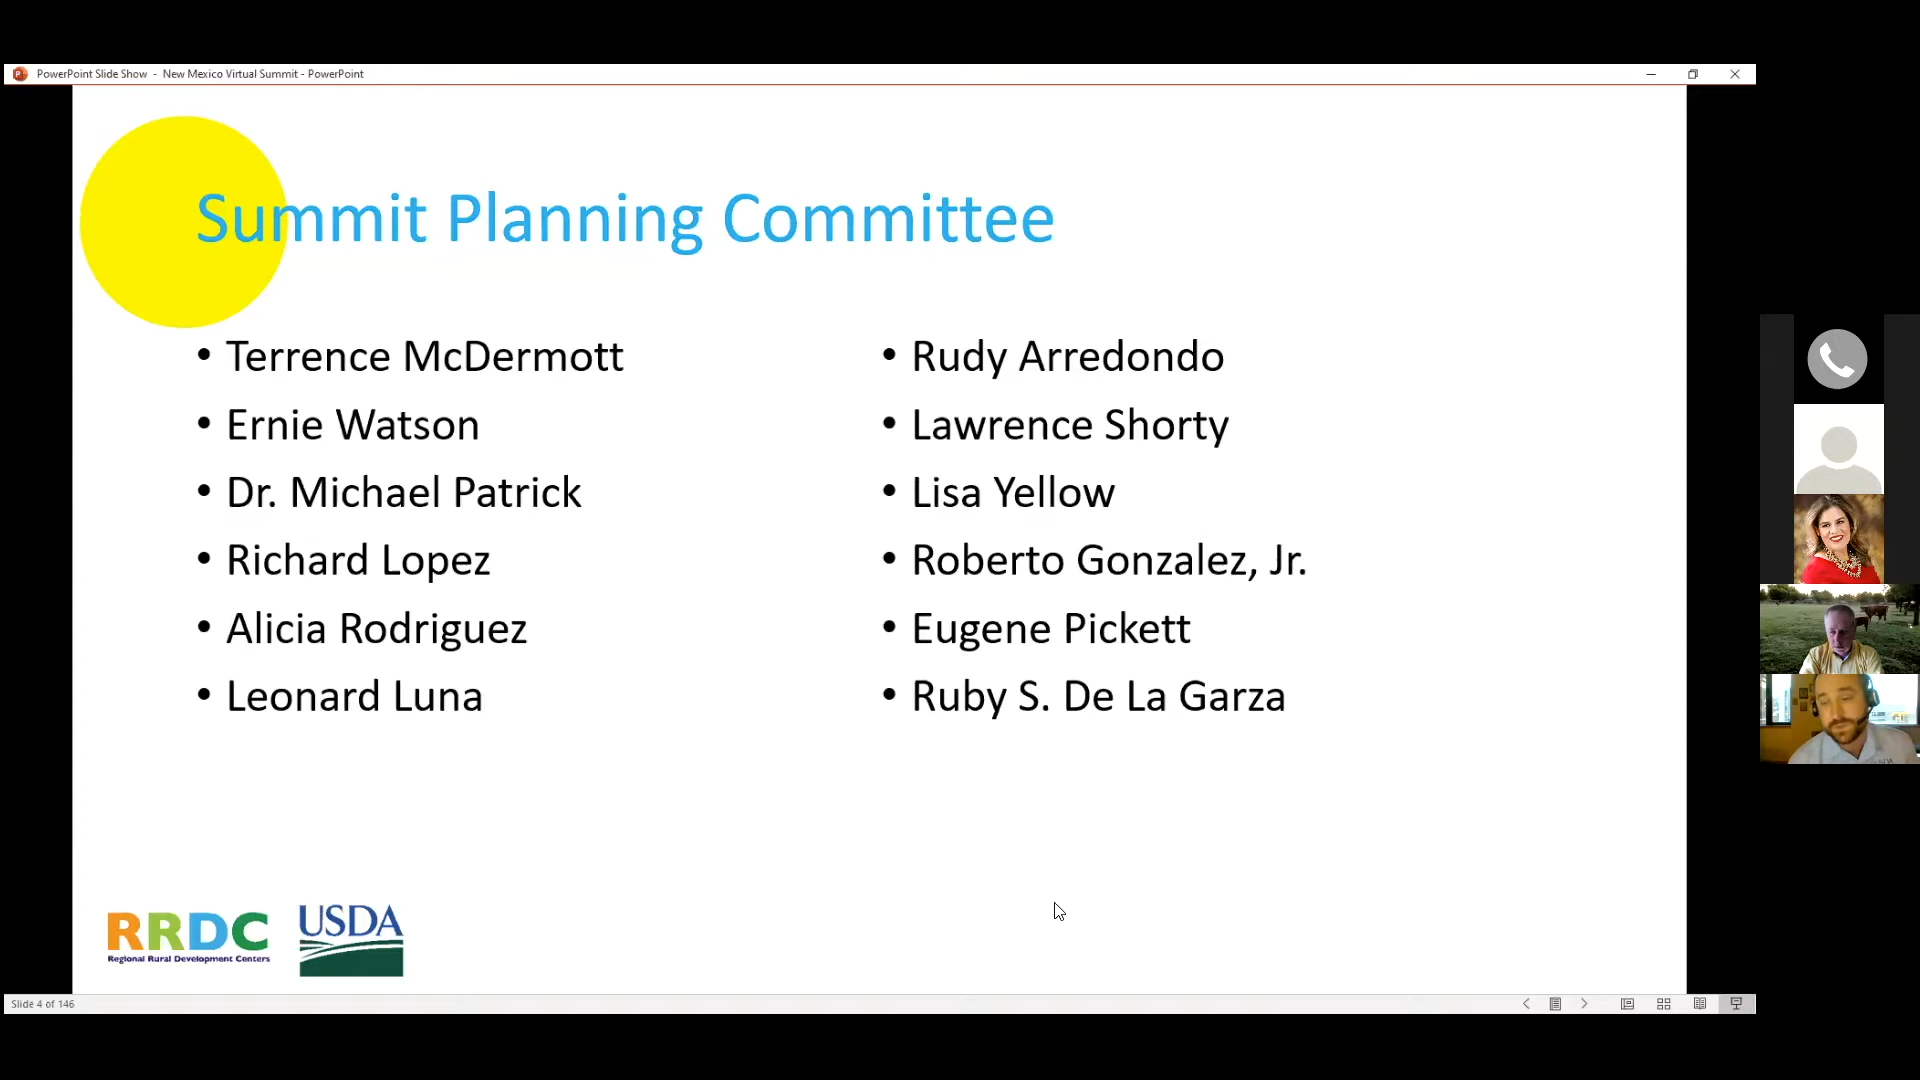 PowerPoint Slide Show - New Mexico Virtual Summit - PowerPoint
Summit Planning Committee
• Terrence McDermott
• Ernie Watson
• Dr. Michael Patrick
• Richard Lopez
• Alicia Rodriguez
• Leonard Luna
• Rudy Arredondo
• Lawrence Shorty
• Lisa Yellow
• Roberto Gonzalez, Jr.
• Eugene Pickett
• Ruby S. De La Garza
RRDC
Regional Rural Development Centers
USDA
Slide 4 of 146